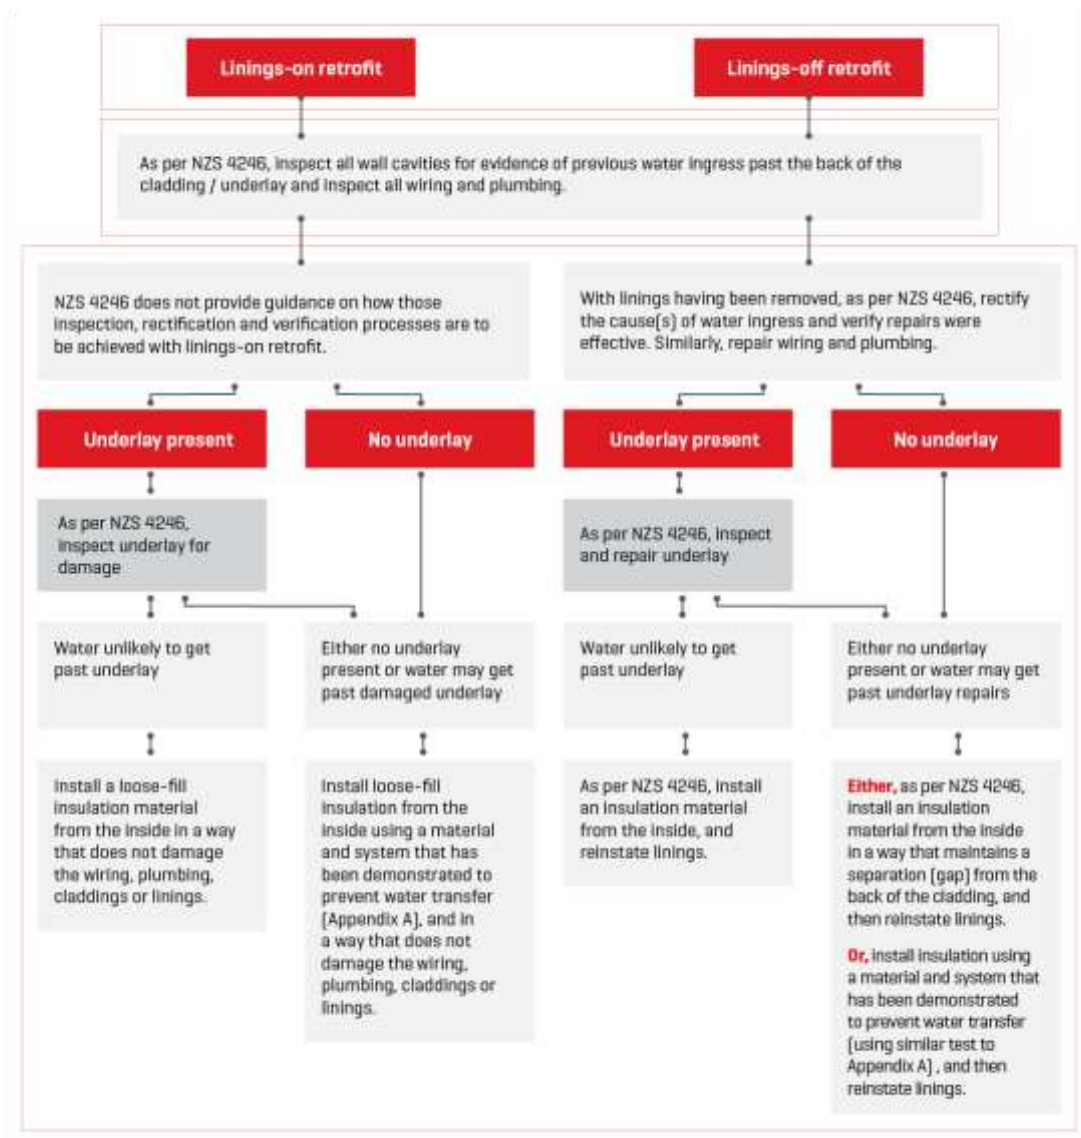 Linings-on retrofit
Linings-off retrofit
As per NZS 4246, inspect all wall cavities for evidence of previous water ingress past the back of the
cladding / underlay and inspect all wiring and plumbing.
NZS 4246 does not provide guidance on how those
inspection, rectification and verification processes are to
be achieved with linings-on retrofit.
With linings having been removed, as per NZS 4246, rectify
the cause(s) of water ingress and verify repairs were
effective. Similarly, repair wiring and plumbing.
Underlay present
No underlay
Underlay present
No underlay
As per NZS 4246,
inspect underlay for
damage
As per NZS 4246, inspect
and repair underlay
Water unlikely to get
past underlay
Either no underlay
present or water may get
past damaged underlay
Water unlikely to get
past underlay
Either no underlay
present or water may get
past underlay repairs
Install a loose-fill
insulation material
from the inside in a way
that does not damage
the wiring, plumbing,
claddings or linings.
Install loose-fill
insulation from the
inside using a material
and system that has
been demonstrated to
prevent water transfer
(Appendix A), and in
a way that does not
damage the wiring,
plumbing, claddings or
linings.
As per NZS 4246, install
an insulation material
from the inside, and
reinstate linings.
Either, as per NZS 4246,
install an insulation
material from the inside
in a way that maintains a
separation (gap) from the
back of the cladding, and
then reinstate linings.
Or, install insulation using
a material and system that
has been demonstrated
to prevent water transfer
(using similar test to
Appendix A) , and then
reinstate linings.